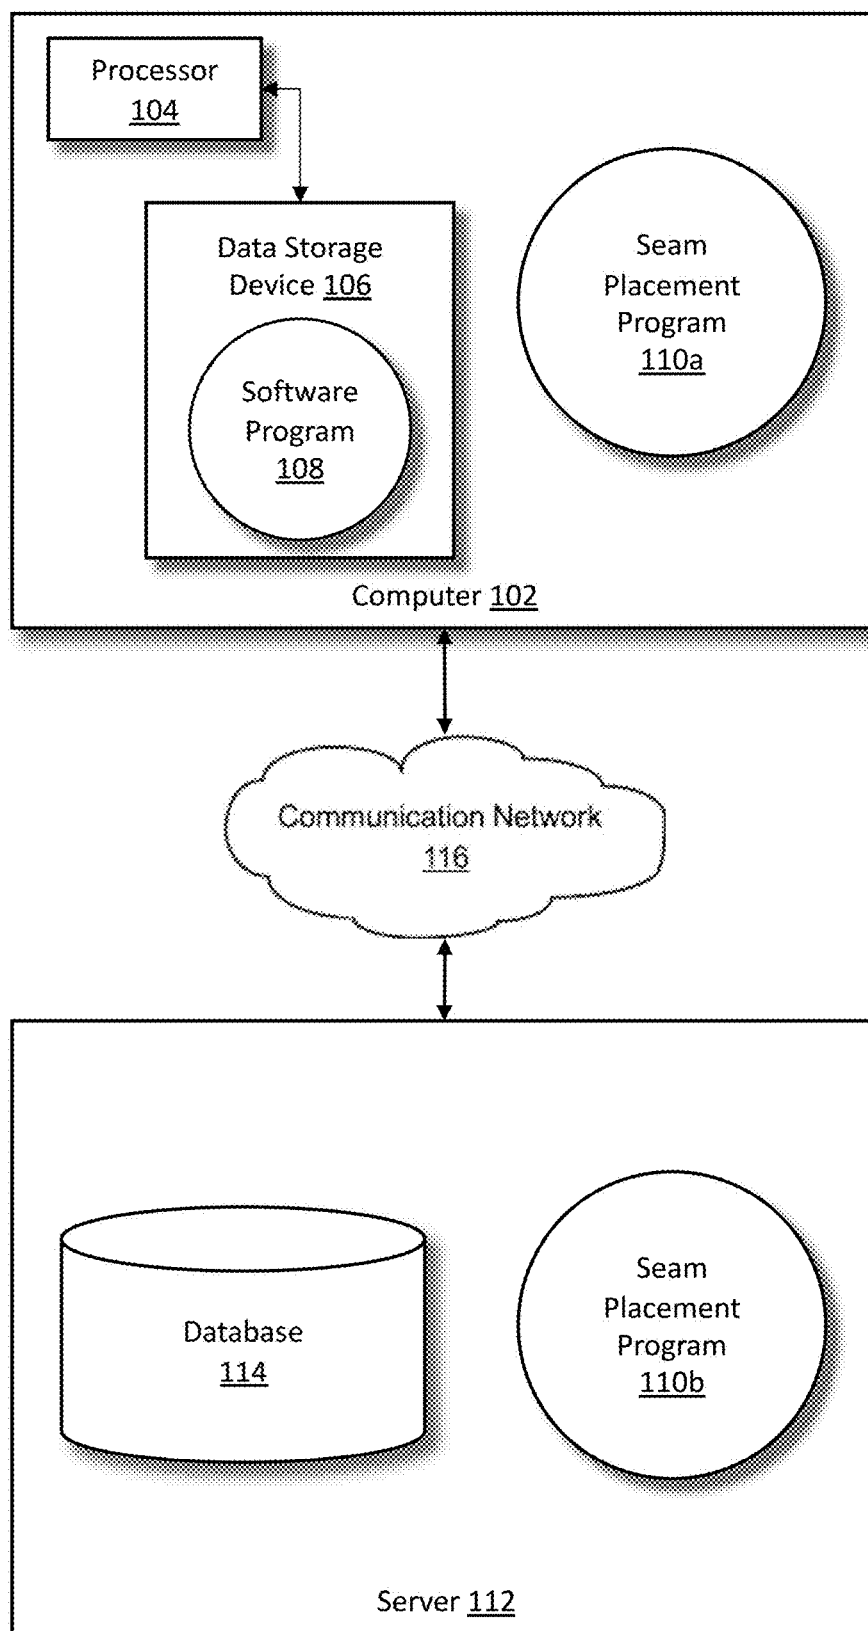 Processor
104
Data Storage
Device 106
Software
Program
108
Seam
Placement
Program
110a
Computer 102
Communication Network
116
Database
114
Seam
Placement
Program
110b
Server 112